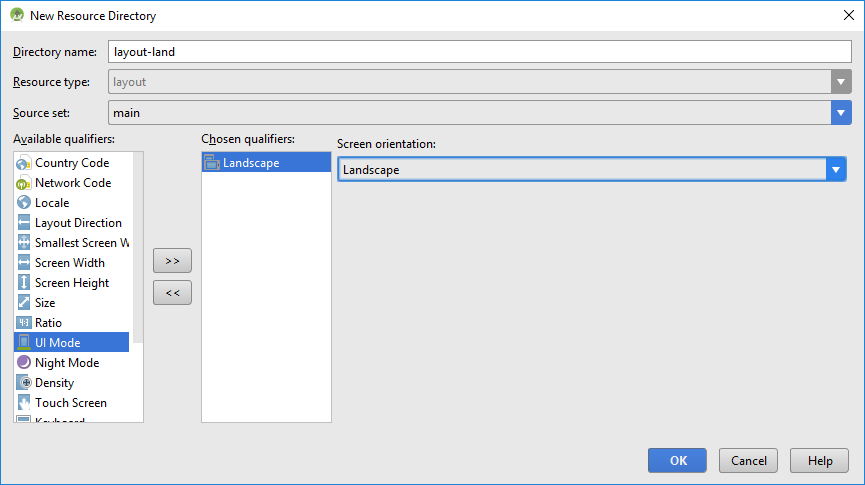 New Resource Directory
Directory name: layout-land
Resource type: layout
Source set: main
Available qualifiers:
Country Code
Network Code
Locale
Layout Direction
Smallest Screen W
Screen Width
Screen Height
Size
Ratio
UI Mode
Night Mode
Density
Touch Screen
Keyboard
>>
<<
Chosen qualifiers:
Landscape
Screen orientation:
Landscape
OK Cancel Help